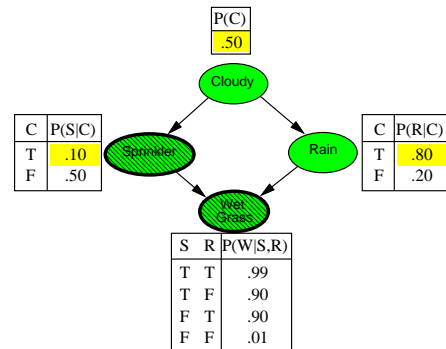 P(C)
.50
Cloudy
C P(S|C)
T .10
F .50
Sprinkler
Rain
C P(R|C)
T .80
F .20
Wet
Grass
S R P(W|S,R)
T T .99
T F .90
F T .90
F F .01